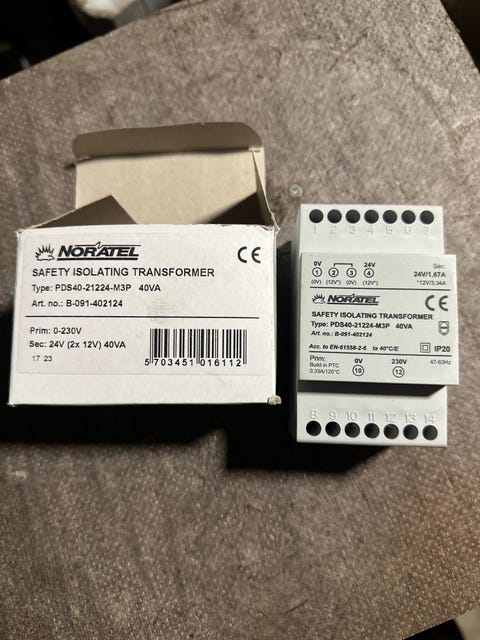 NORATEL
SAFETY ISOLATING TRANSFORMER
Type: PDS40-21224-M3P 40VA
Art. no.: B-091-402124
Prim: 0-230V
Sec: 24V (2x 12V) 40VA
17 23
5 703451 016112
CE
1 2 3 4 5 6 7
0V 24V
1 2 3 4
(0V) (12V*) (0V) (12V*)
Sec:
24V/1,67A
*12V/3,34A
NORATEL
CE
SAFETY ISOLATING TRANSFORMER
Type: PDS40-21224-M3P 40VA
Art. no.: B-091-402124
Acc. to EN-61558-2-6 ta 40°C/E IP20
Prim: 0V 230V 47-63Hz
Build in PTC
0,33A/120°C 10 12
8 9 10 11 12 13 14